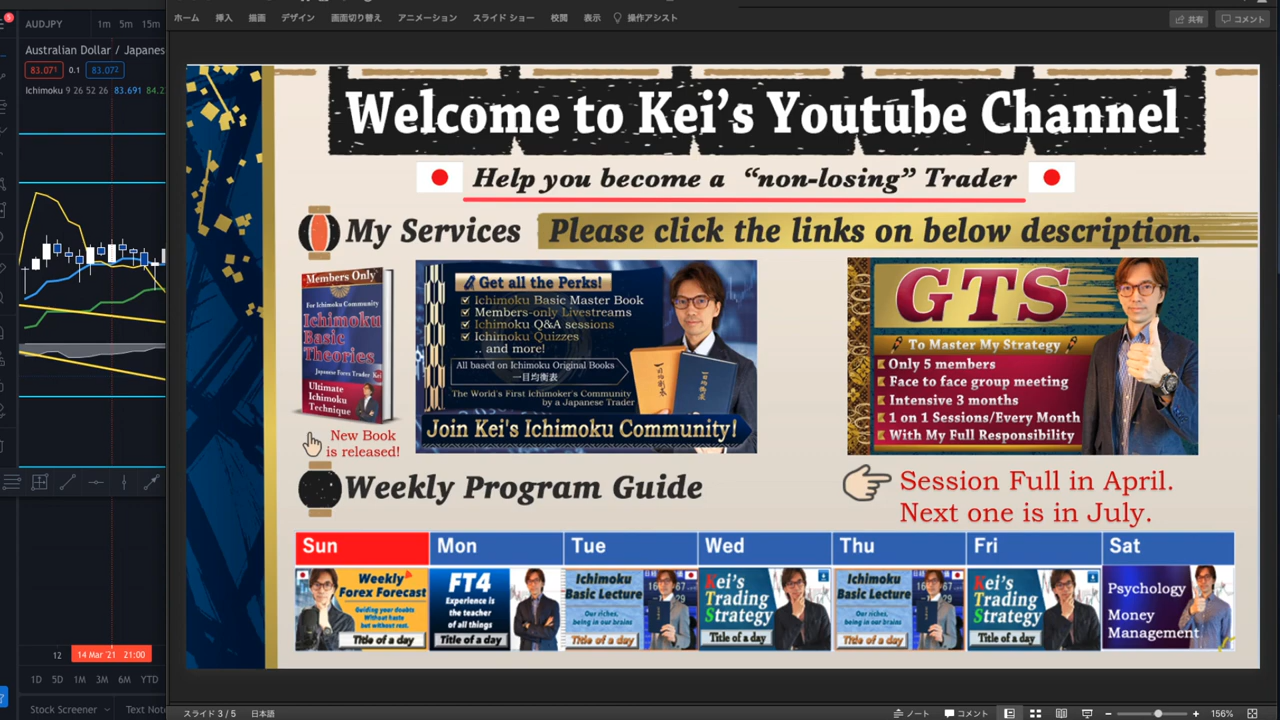 ホーム 挿入 描画 デザイン 画面切り替え アニメーション スライド ショー 校閲 表示 操作アシスト 共有 コメント
AUDJPY 1m 5m 15m
Australian Dollar / Japanes
83.071 0.1 83.072
Ichimoku 9 26 52 26 83.691 84.2
Welcome to Kei's Youtube Channel
Help you become a "non-losing" Trader
My Services Please click the links on below description.
Members Only
For Ichimoku Community
Ichimoku
Basic
Theories
Japanese Forex Trader Kei
Ultimate
Ichimoku
Technique
New Book
is released!
Get all the Perks!
Ichimoku Basic Master Book
Members-only Livestreams
Ichimoku Q&A sessions
Ichimoku Quizzes
.. and more!
All based on Ichimoku Original Books
一目均衡表
The World's First Ichimoker's Community
by a Japanese Trader
Join Kei's Ichimoku Community!
GTS
To Master My Strategy
Only 5 members
Face to face group meeting
Intensive 3 months
1 on 1 Sessions/Every Month
With My Full Responsibility
Session Full in April.
Next one is in July.
Weekly Program Guide
Sun Mon Tue Wed Thu Fri Sat
Weekly
Forex Forecast
Guiding your doubts
Without haste
but without rest.
Title of a day
FT4
Experience is
the teacher
of all things
Title of a day
Ichimoku
Basic Lecture
Our riches,
being in our brains
Title of a day
Kei's
Trading
Strategy
Title of a day
Ichimoku
Basic Lecture
Our riches,
being in our brains
Title of a day
Kei's
Trading
Strategy
Title of a day
Psychology
Money
Management
12 14 Mar '21 21:00
1D 5D 1M 3M 6M YTD
Stock Screener Text Not
スライド 3 / 5 日本語 ノート コメント 156%